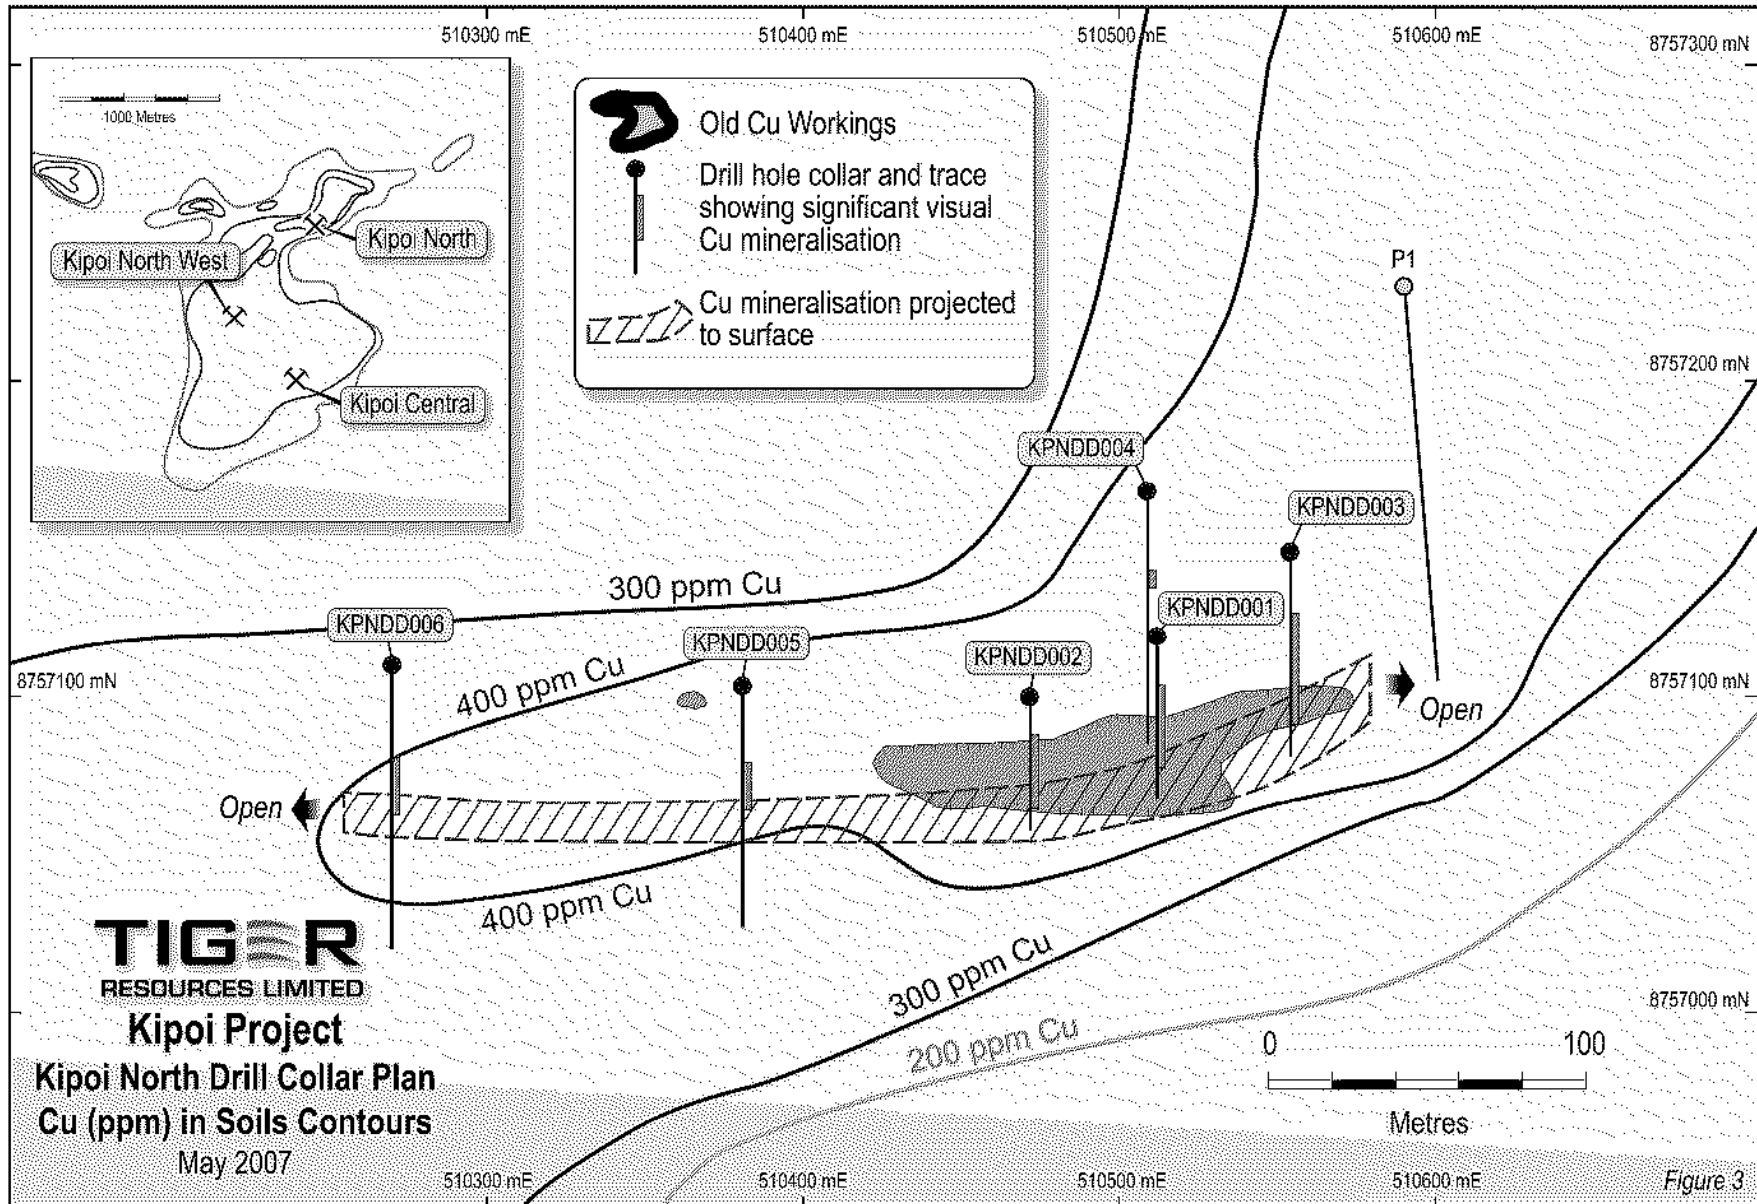 510300 mE
510400 mE
510500 mE
510600 mE
8757300 mN
1000 Metres
Kipoi North
Kipoi North West
Kipoi Central
Old Cu Workings
Drill hole collar and trace
showing significant visual
Cu mineralisation
Cu mineralisation projected
to surface
P1
8757200 mN
KPNDD004
KPNDD003
300 ppm Cu
KPNDD001
KPNDD006
KPNDD005
KPNDD002
8757100 mN
400 ppm Cu
8757100 mN
Open
Open
400 ppm Cu
TIGER
RESOURCES LIMITED
Kipoi Project
Kipoi North Drill Collar Plan
Cu (ppm) in Soils Contours
May 2007
300 ppm Cu
200 ppm Cu
8757000 mN
0 100
Metres
510300 mE
510400 mE
510500 mE
510600 mE
Figure 3